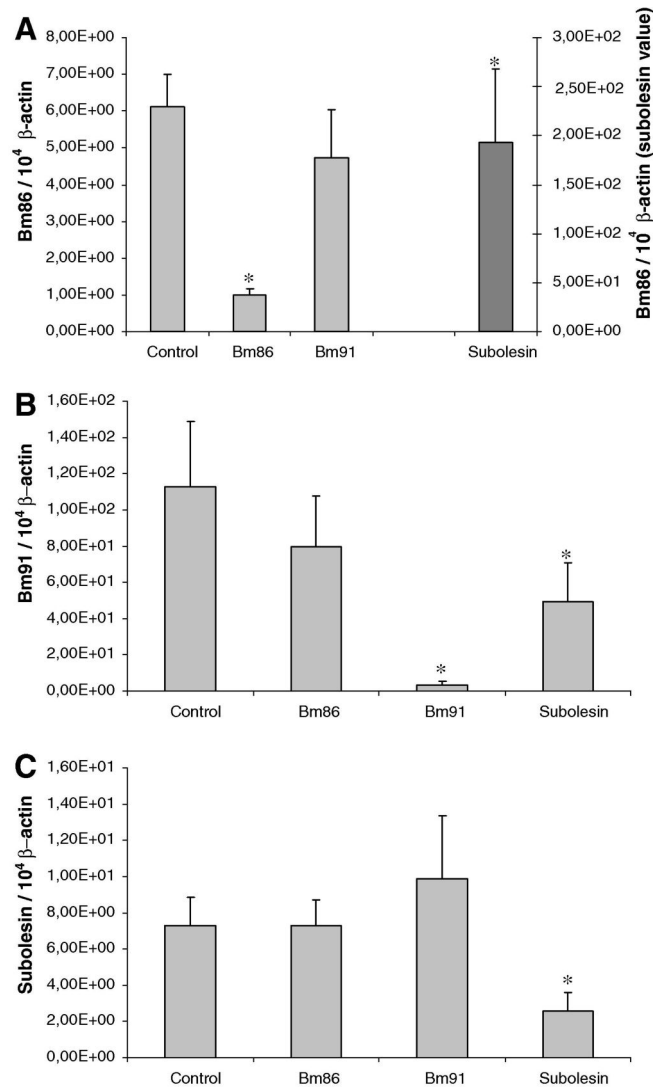 A
Bm86 / 10⁴ β-actin
8,00E+00
7,00E+00
6,00E+00
5,00E+00
4,00E+00
3,00E+00
2,00E+00
1,00E+00
0,00E+00
Control
Bm86
*
Bm91
Subolesin
*
3,00E+02
2,50E+02
2,00E+02
1,50E+02
1,00E+02
5,00E+01
0,00E+00
Bm86 / 10⁴ β-actin (subolesin value)
B
Bm91 / 10⁴ β-actin
1,60E+02
1,40E+02
1,20E+02
1,00E+02
8,00E+01
6,00E+01
4,00E+01
2,00E+01
0,00E+00
*
*
Control
Bm86
Bm91
Subolesin
C
Subolesin / 10⁴ β-actin
1,60E+01
1,40E+01
1,20E+01
1,00E+01
8,00E+00
6,00E+00
4,00E+00
2,00E+00
0,00E+00
*
Control
Bm86
Bm91
Subolesin